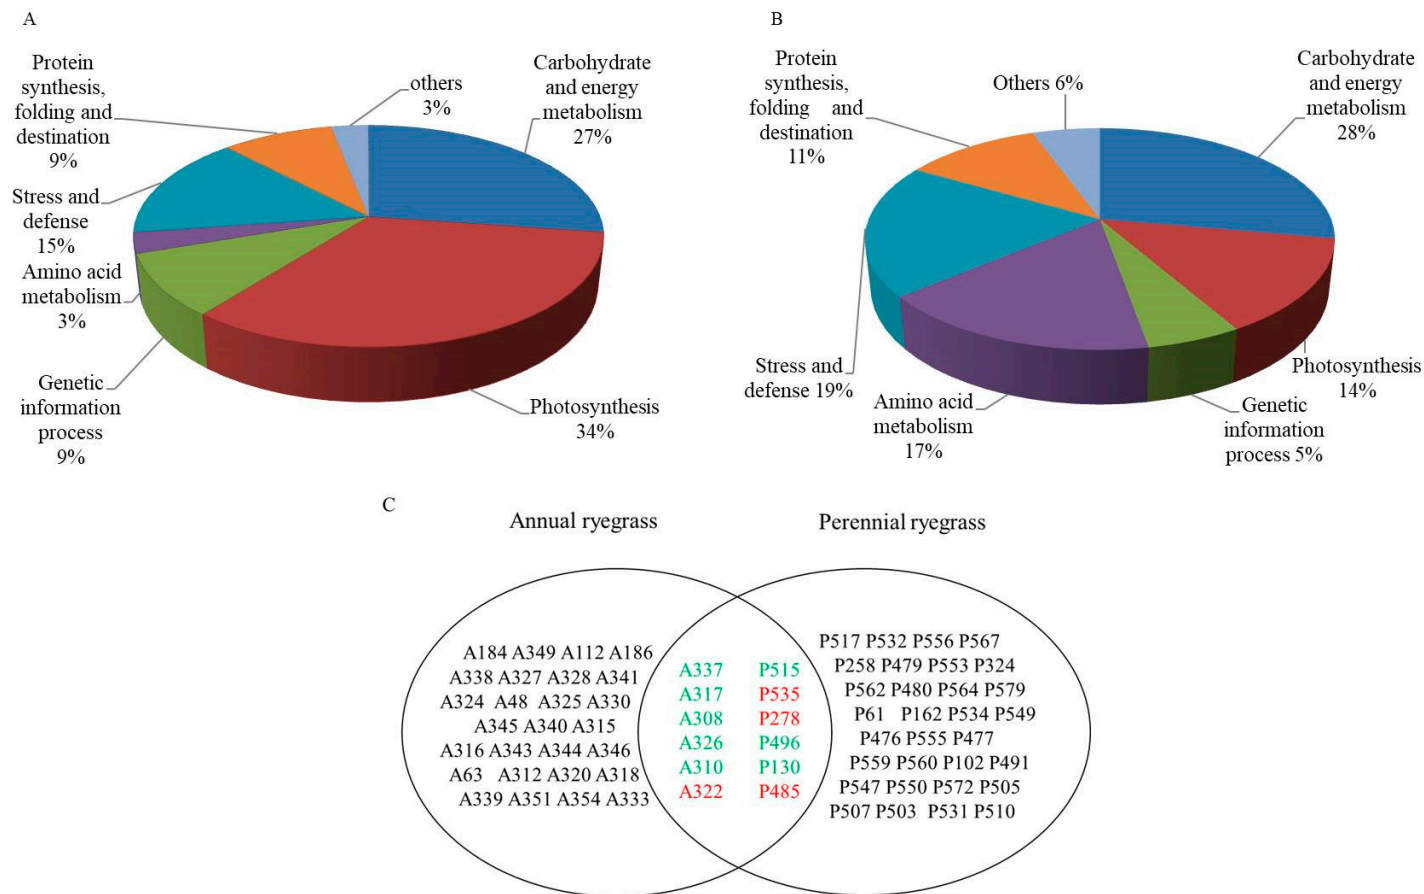 A
Protein
synthesis,
folding and
destination
9%
others
3%
Carbohydrate
and energy
metabolism
27%
Stress and
defense
15%
Amino acid
metabolism
3%
Genetic
information
process
9%
Photosynthesis
34%
B
Protein
synthesis,
folding and
destination
11%
Others 6%
Carbohydrate
and energy
metabolism
28%
Stress and
defense 19%
Amino acid
metabolism
17%
Genetic
information
process 5%
Photosynthesis
14%
C
Annual ryegrass
Perennial ryegrass
A184 A349 A112 A186
A338 A327 A328 A341
A324 A48 A325 A330
A345 A340 A315
A316 A343 A344 A346
A63 A312 A320 A318
A339 A351 A354 A333
A337 P515
A317 P535
A308 P278
A326 P496
A310 P130
A322 P485
P517 P532 P556 P567
P258 P479 P553 P324
P562 P480 P564 P579
P61 P162 P534 P549
P476 P555 P477
P559 P560 P102 P491
P547 P550 P572 P505
P507 P503 P531 P510